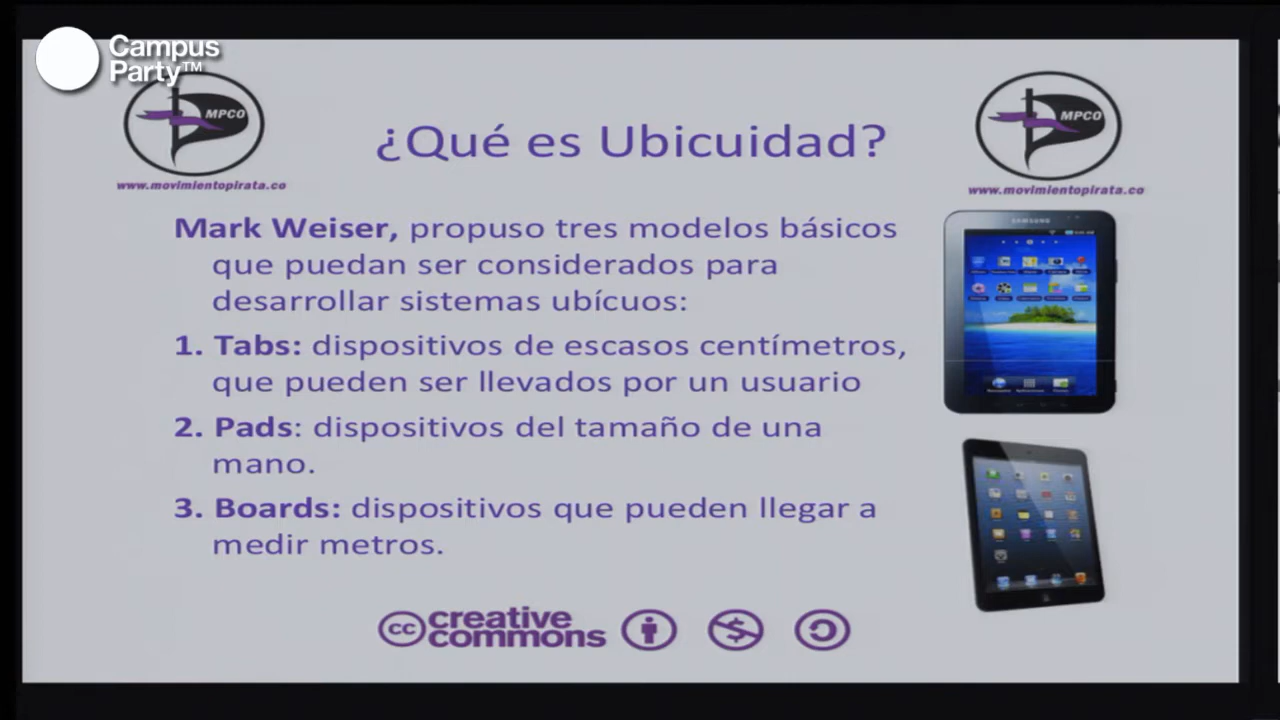 Campus
Party™
MPCO
www.movimientopirata.co
¿Qué es Ubicuidad?
MPCO
www.movimientopirata.co
Mark Weiser, propuso tres modelos básicos
que puedan ser considerados para
desarrollar sistemas ubícuos:
1. Tabs: dispositivos de escasos centímetros,
que pueden ser llevados por un usuario
2. Pads: dispositivos del tamaño de una
mano.
3. Boards: dispositivos que pueden llegar a
medir metros.
SAMSUNG
cc creative
commons